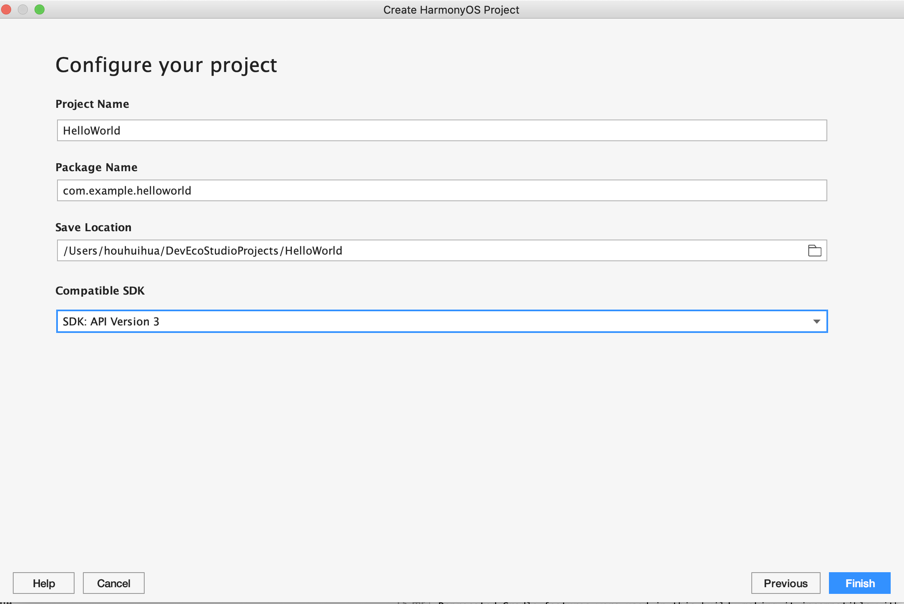 Create HarmonyOS Project
Configure your project
Project Name
HelloWorld
Package Name
com.example.helloworld
Save Location
/Users/houhuihua/DevEcoStudioProjects/HelloWorld
Compatible SDK
SDK: API Version 3
Help Cancel Previous Finish